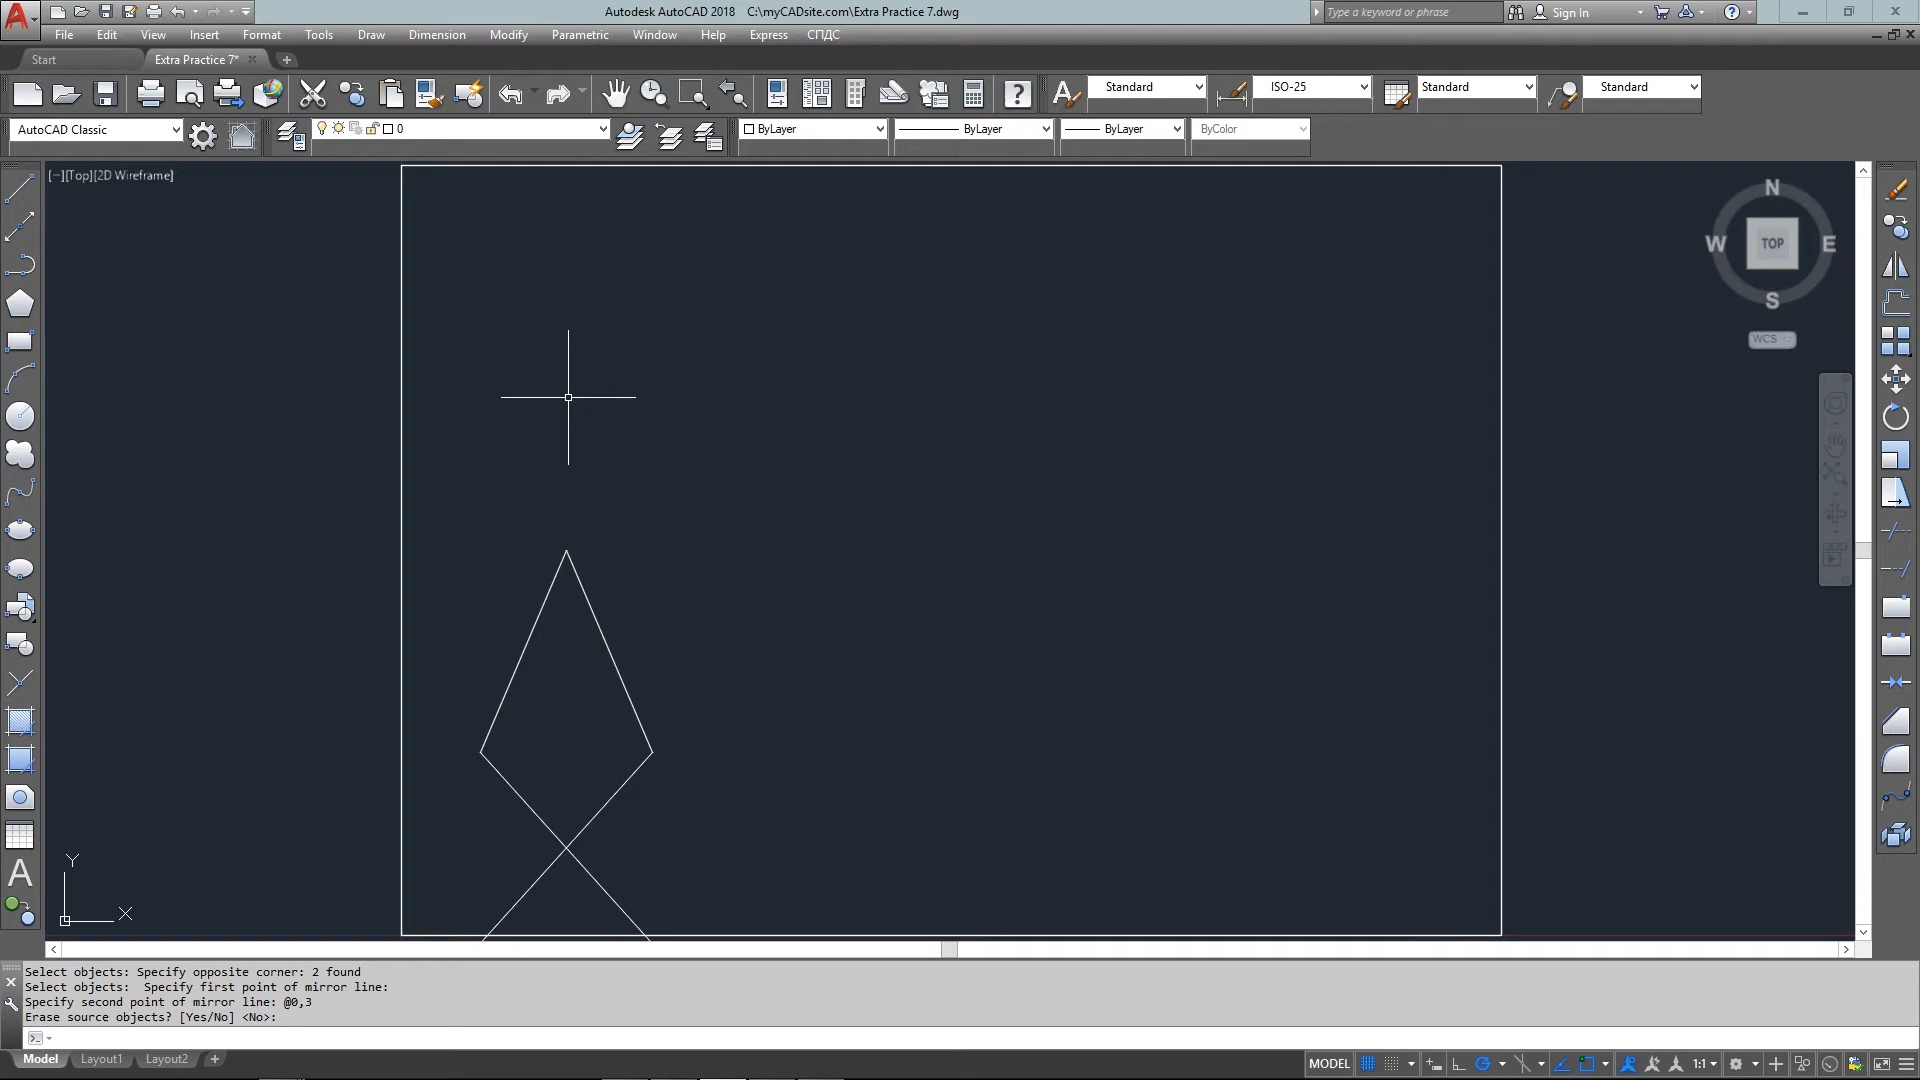 Autodesk AutoCAD 2018 C:\myCADsite.com\Extra Practice 7.dwg
Type a keyword or phrase
Sign In
File Edit View Insert Format Tools Draw Dimension Modify Parametric Window Help Express СПДС
Start
Extra Practice 7*
Standard
ISO-25
Standard
Standard
AutoCAD Classic
0
ByLayer
ByLayer
ByLayer
ByColor
[−][Top][2D Wireframe]
N
W
TOP
E
S
WCS
Y
X
Select objects: Specify opposite corner: 2 found
Select objects: Specify first point of mirror line:
Specify second point of mirror line: @0,3
Erase source objects? [Yes/No] <No>:
Model
Layout1
Layout2
MODEL
1:1